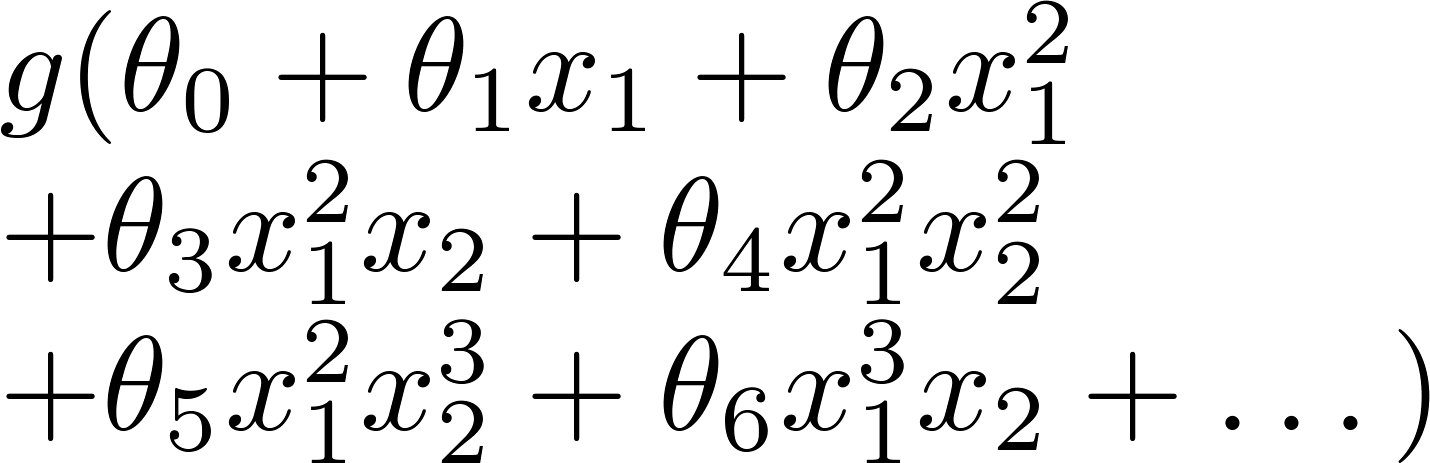 g(θ₀ + θ₁x₁ + θ₂x₁²
+θ₃x₁²x₂ + θ₄x₁²x₂²
+θ₅x₁²x₂³ + θ₆x₁³x₂ + . . . )